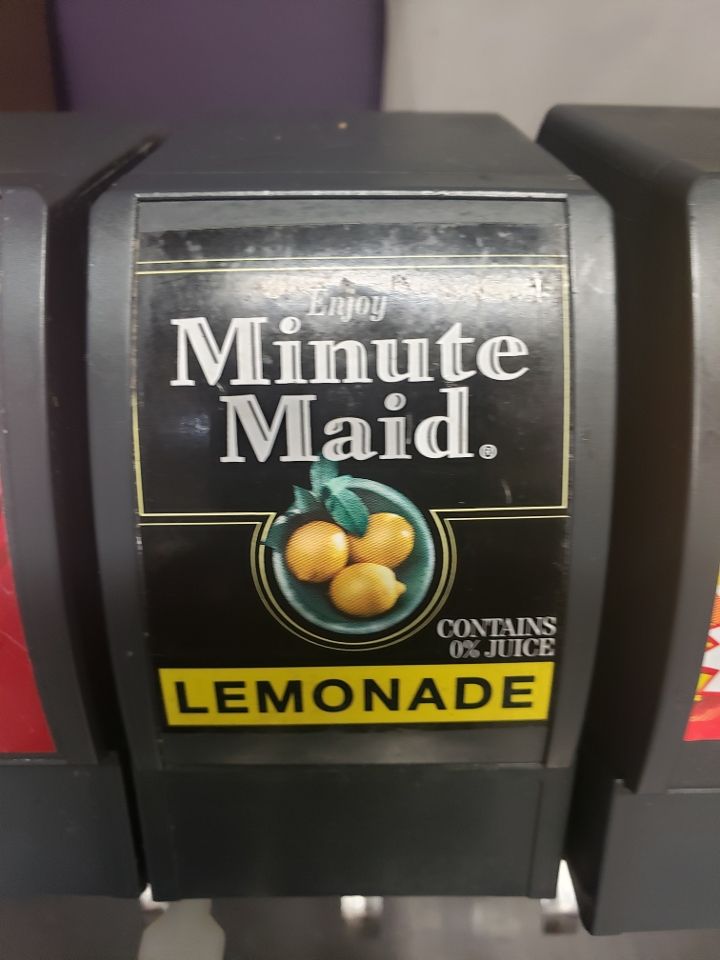 Enjoy
Minute
Maid®
CONTAINS
0% JUICE
LEMONADE